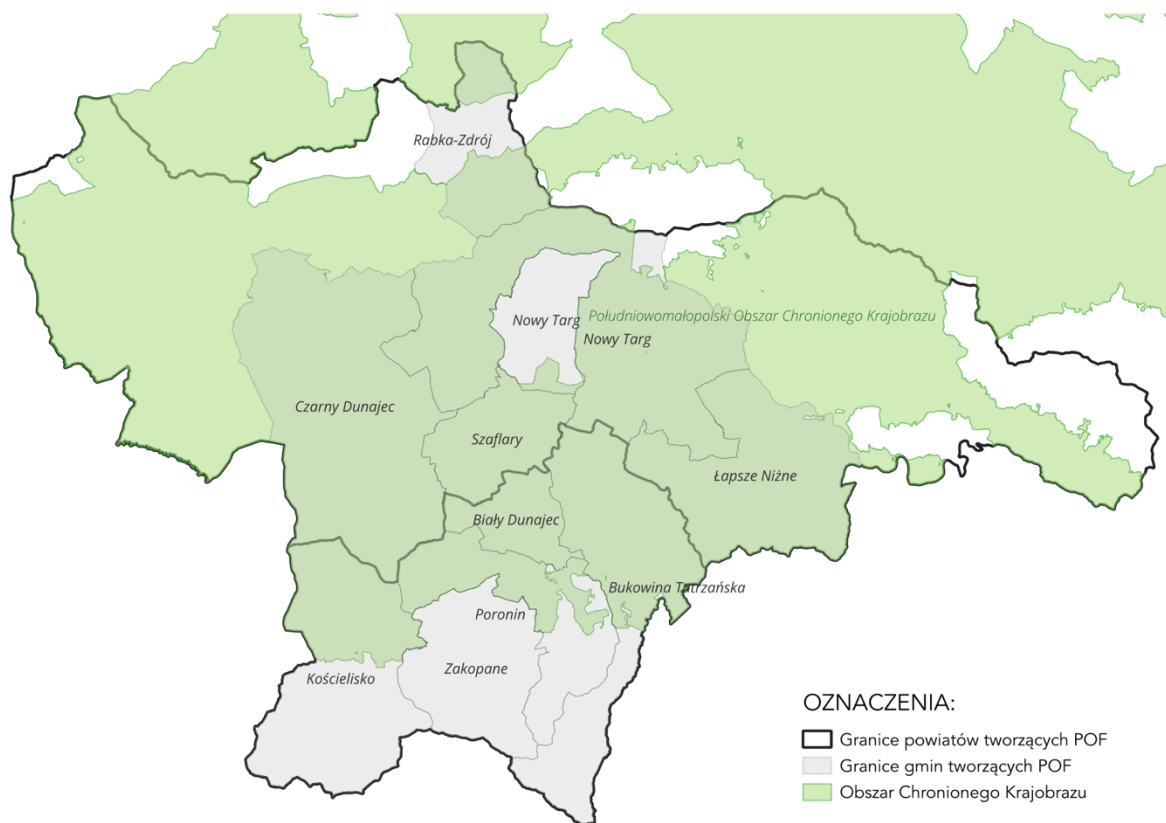 Rabka-Zdrój
Nowy Targ
Południowomałopolski Obszar Chronionego Krajobrazu
Nowy Targ
Czarny Dunajec
Szaflary
Łapsze Niżne
Biały Dunajec
Bukowina Tatrzańska
Poronin
Zakopane
Kościelisko
OZNACZENIA:
Granice powiatów tworzących POF
Granice gmin tworzących POF
Obszar Chronionego Krajobrazu